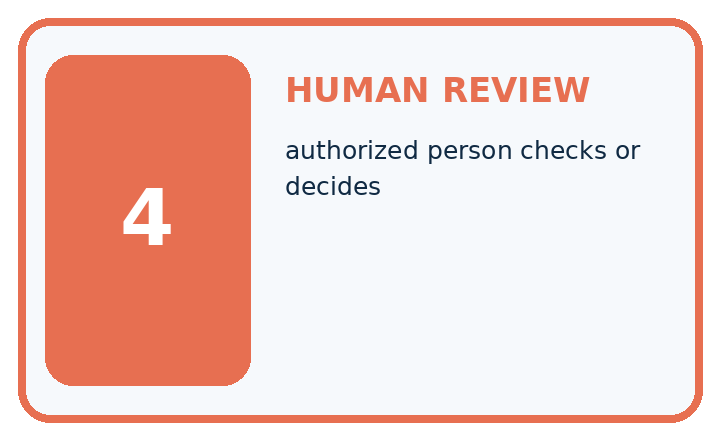 4
HUMAN REVIEW
authorized person checks or
decides